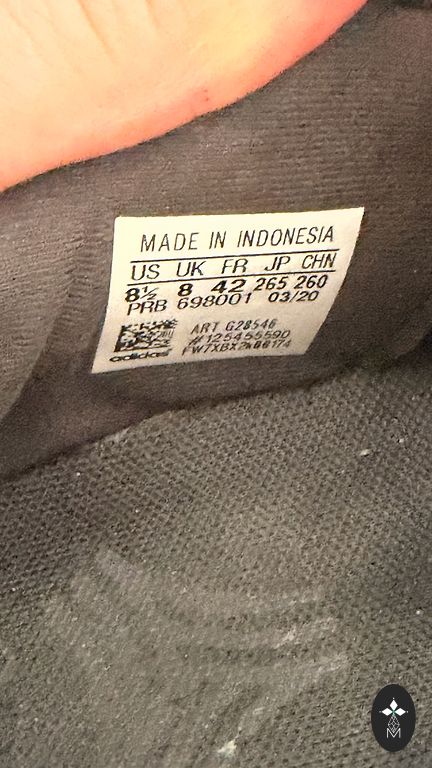 MADE IN INDONESIA
US UK FR JP CHN
8½ 8 42 265 260
PRB 698001 03/20
ART G28546
#125455590
adidas
M